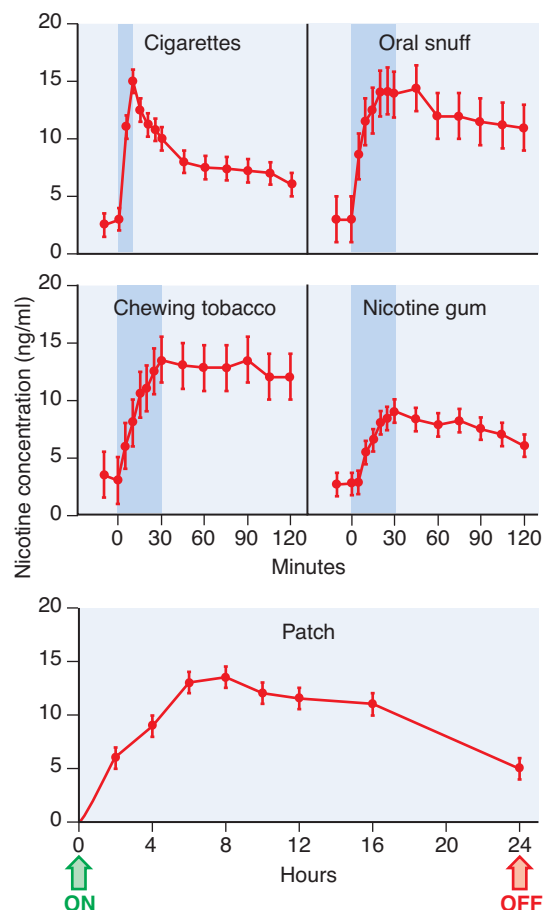 20
15
10
5
0
Cigarettes
Oral snuff
20
15
10
5
0
Chewing tobacco
Nicotine gum
0 30 60 90 120
0 30 60 90 120
Minutes
Nicotine concentration (ng/ml)
20
15
10
5
0
Patch
0 4 8 12 16 20 24
Hours
ON
OFF